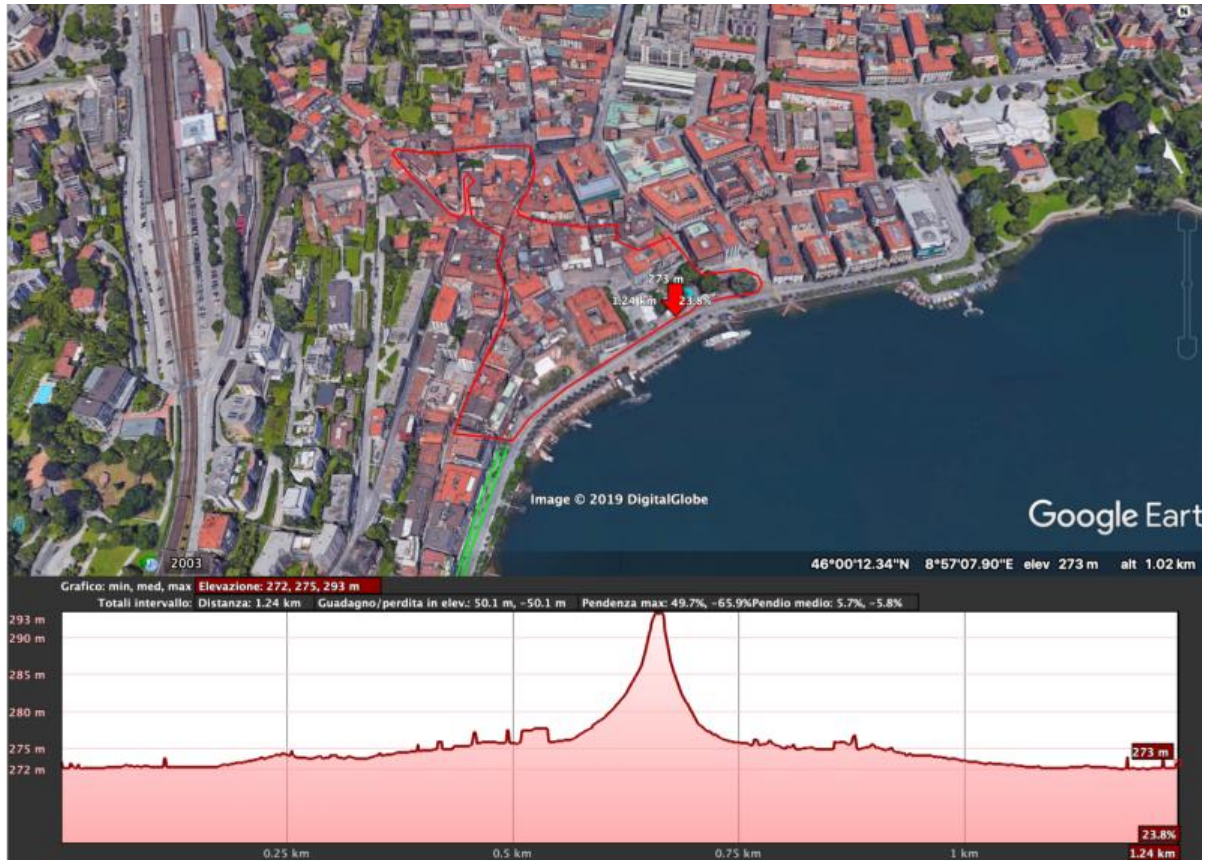 N
273 m
1.24 km 23.8%
Image © 2019 DigitalGlobe
Google Eart
2003
46°00'12.34"N 8°57'07.90"E elev 273 m alt 1.02 km
Grafico: min, med, max Elevazione: 272, 275, 293 m
Totali intervallo: Distanza: 1.24 km Guadagno/perdita in elev.: 50.1 m, -50.1 m Pendenza max: 49.7%, -65.9%Pendio medio: 5.7%, -5.8%
293 m
290 m
285 m
280 m
275 m
272 m
273 m
23.8%
0.25 km 0.5 km 0.75 km 1 km 1.24 km